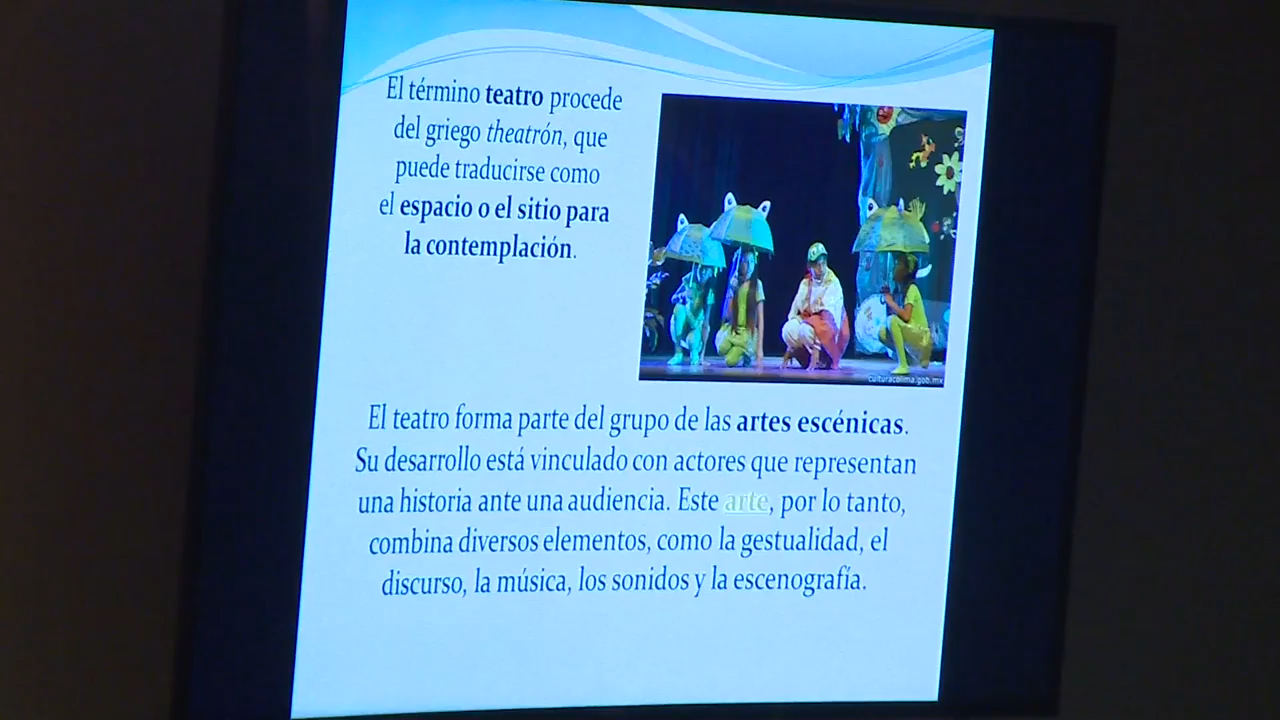 El término teatro procede
del griego theatrón, que
puede traducirse como
el espacio o el sitio para
la contemplación.
culturacolima.gob.mx
El teatro forma parte del grupo de las artes escénicas.
Su desarrollo está vinculado con actores que representan
una historia ante una audiencia. Este arte, por lo tanto,
combina diversos elementos, como la gestualidad, el
discurso, la música, los sonidos y la escenografía.